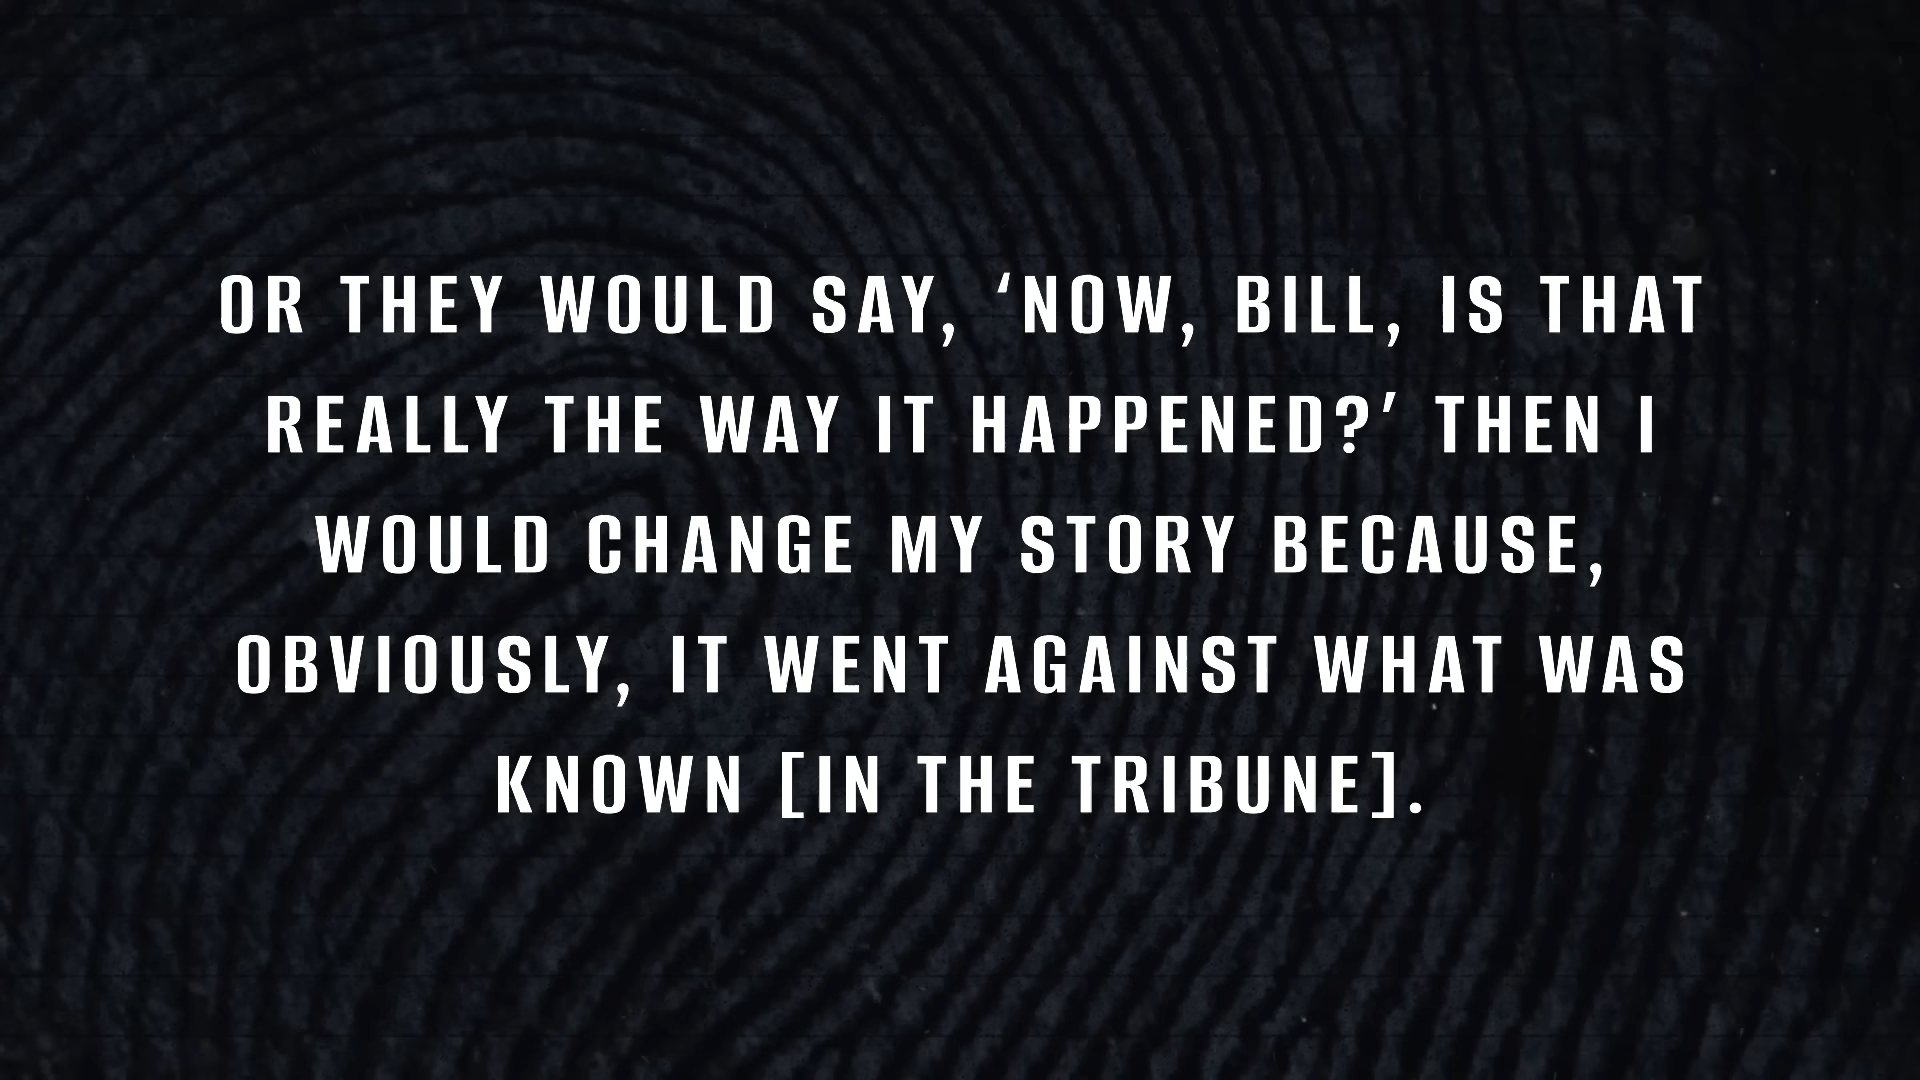 OR THEY WOULD SAY, ‘NOW, BILL, IS THAT
REALLY THE WAY IT HAPPENED?’ THEN I
WOULD CHANGE MY STORY BECAUSE,
OBVIOUSLY, IT WENT AGAINST WHAT WAS
KNOWN [IN THE TRIBUNE].